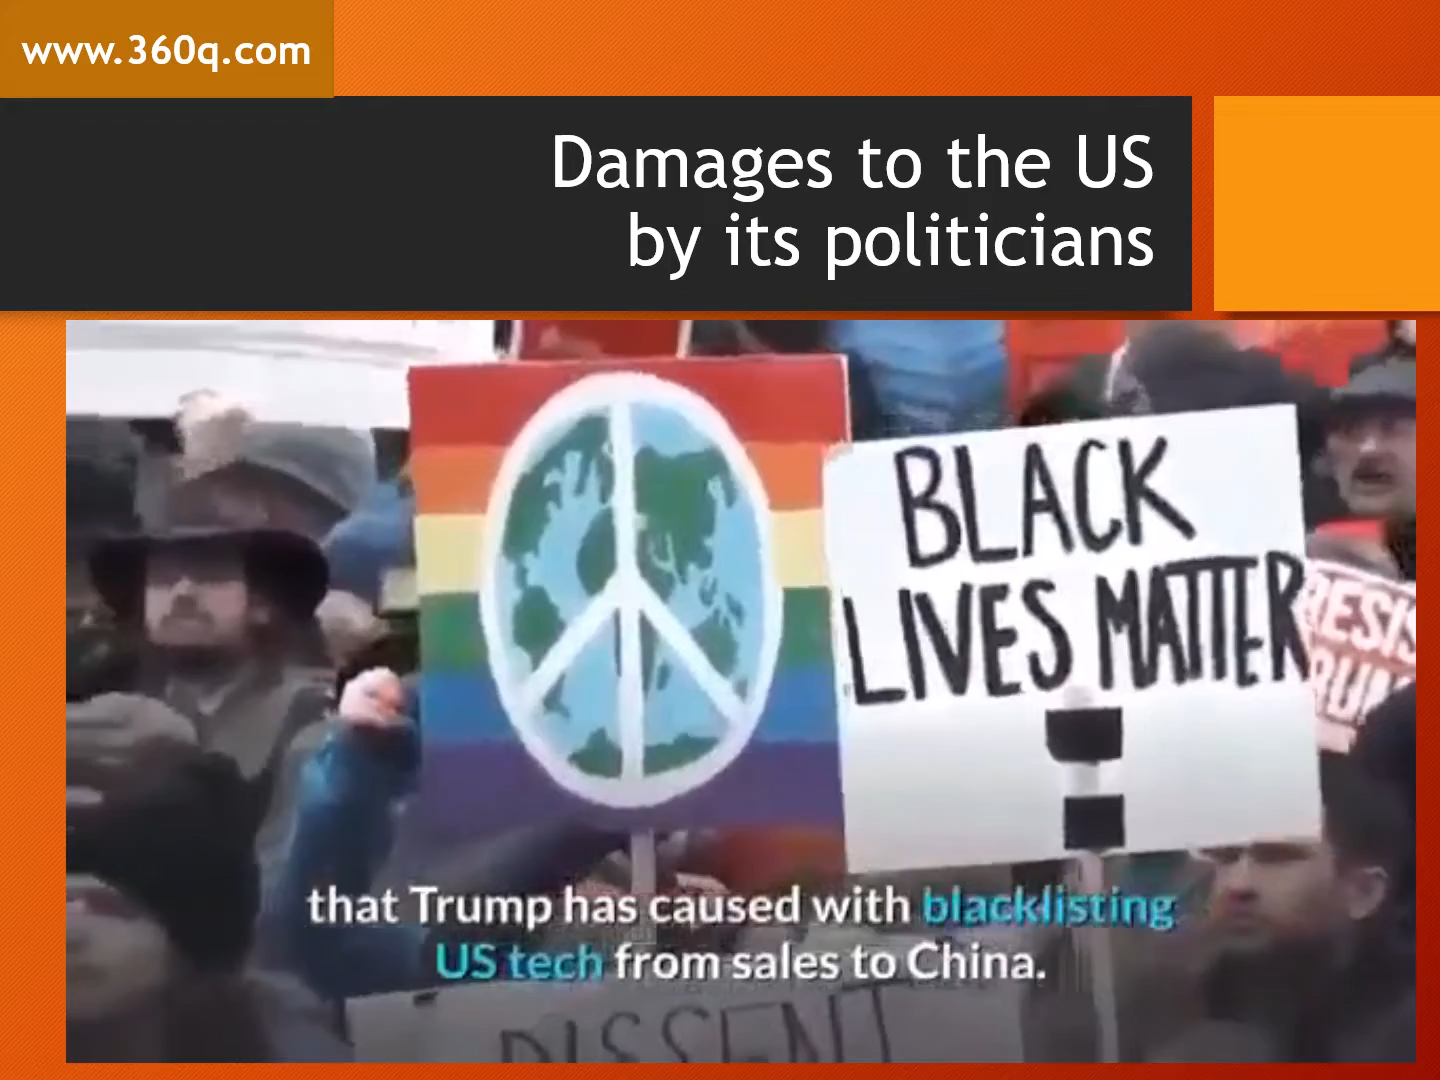 www.360q.com
Damages to the US
by its politicians
BLACK
LIVES MATTER
that Trump has caused with blacklisting
US tech from sales to China.
DISSENT